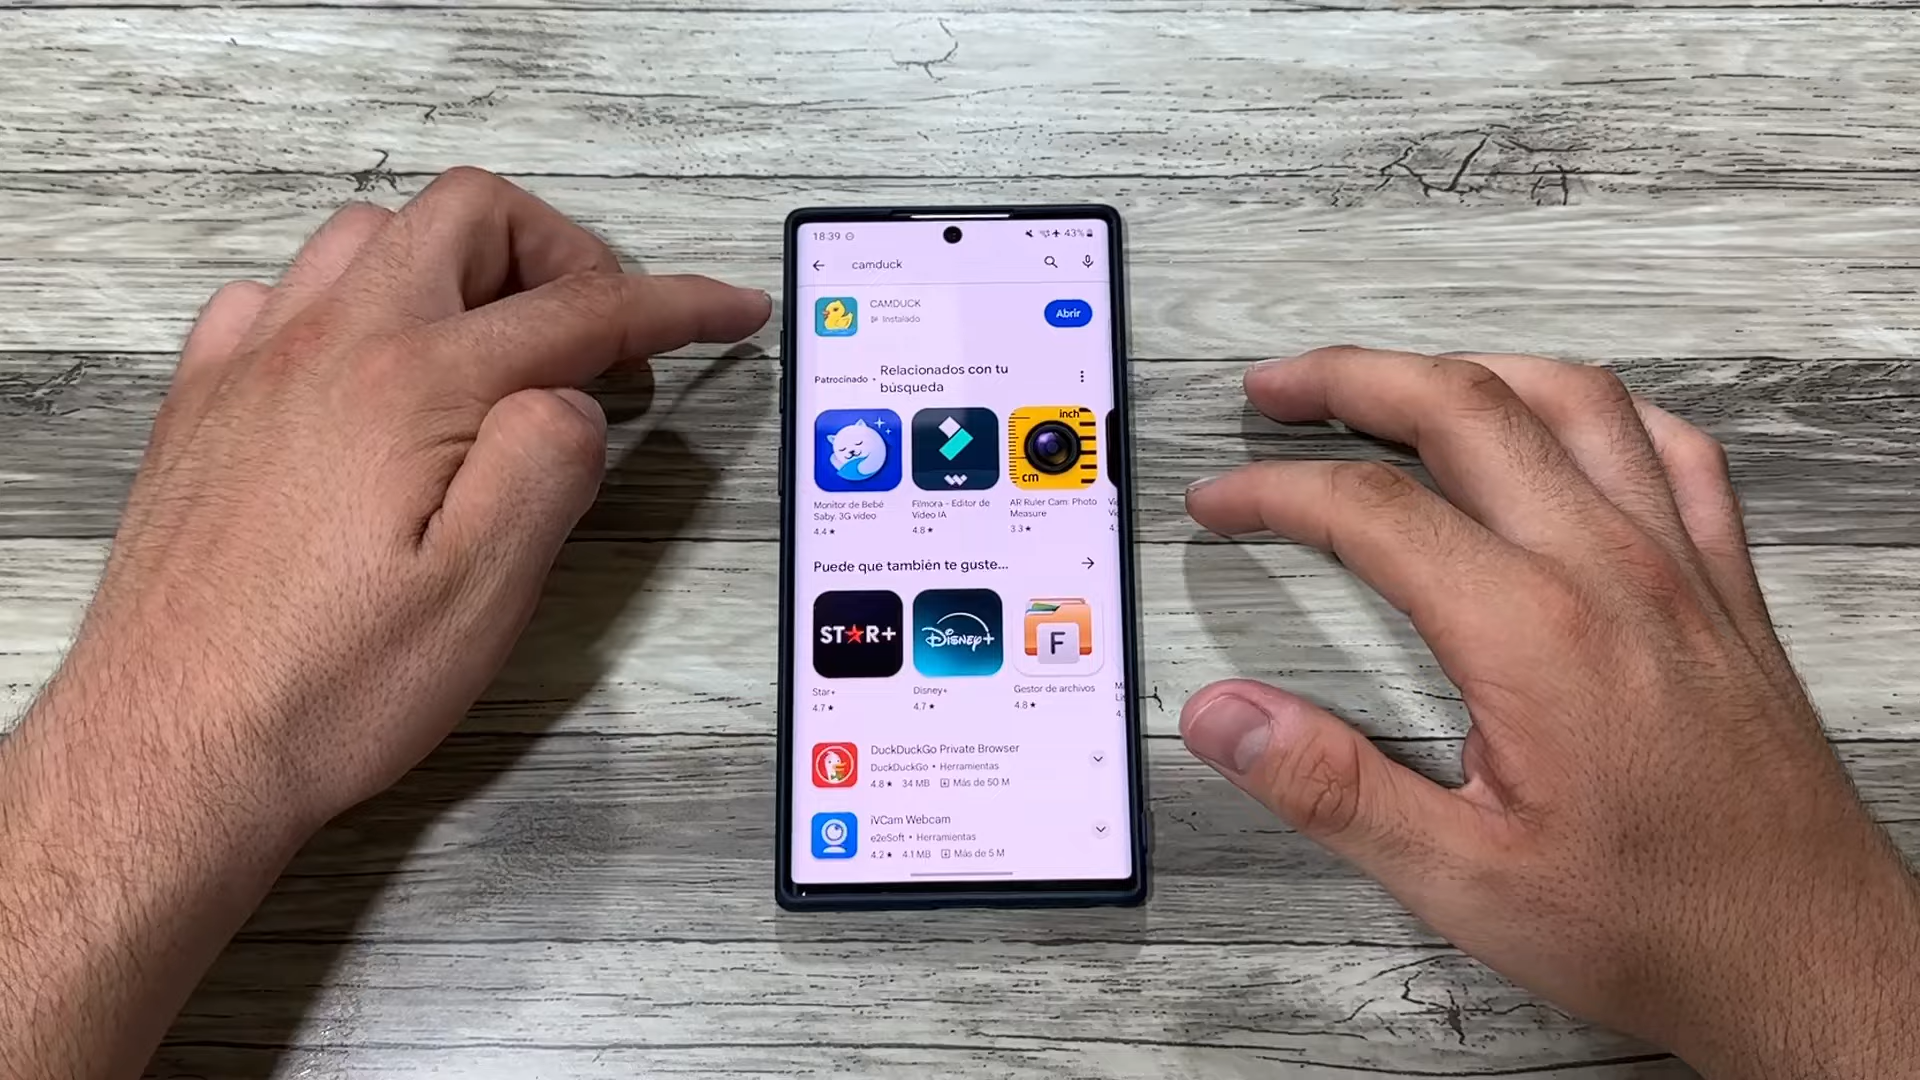 18:39
43%
camduck
CAMDUCK
Instalado
Abrir
Patrocinado •
Relacionados con tu
búsqueda
inch
cm
Monitor de Bebé
Saby. 3G video
4.4★
Filmora - Editor de
Video IA
4.8★
AR Ruler Cam: Photo
Measure
3.3★
4.
Puede que también te guste...
ST★R+
Disney+
F
Star+
4.7★
Disney+
4.7★
Gestor de archivos
4.8★
4.
DuckDuckGo Private Browser
DuckDuckGo • Herramientas
4.8★ 34 MB Más de 50 M
iVCam Webcam
e2eSoft • Herramientas
4.2★ 4.1 MB Más de 5 M